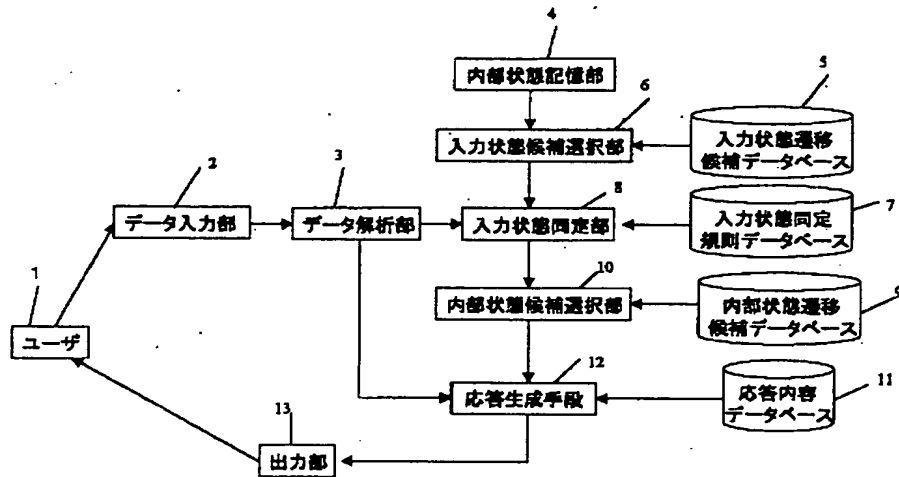 4
内部状態記憶部
5
6
入力状態遷移
候補データベース
入力状態候補選択部
2
3
8
データ入力部
データ解析部
入力状態同定部
入力状態同定
規則データベース
7
10
内部状態候補選択部
内部状態遷移
候補データベース
9
1
ユーザ
12
応答生成手段
応答内容
データベース
11
13
出力部